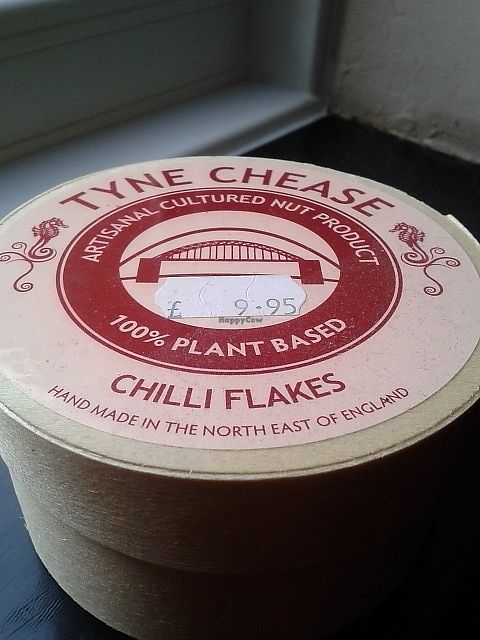 TYNE CHEASE
ARTISANAL CULTURED NUT PRODUCT
£ 9.95
HappyCow
100% PLANT BASED
CHILLI FLAKES
HAND MADE IN THE NORTH EAST OF ENGLAND